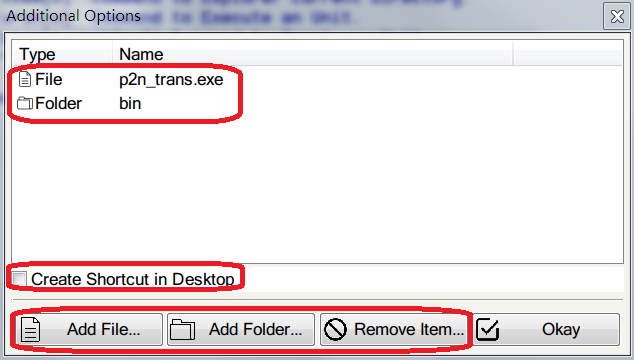 Additional Options
Type Name
File p2n_trans.exe
Folder bin
Create Shortcut in Desktop
Add File... Add Folder... Remove Item... Okay